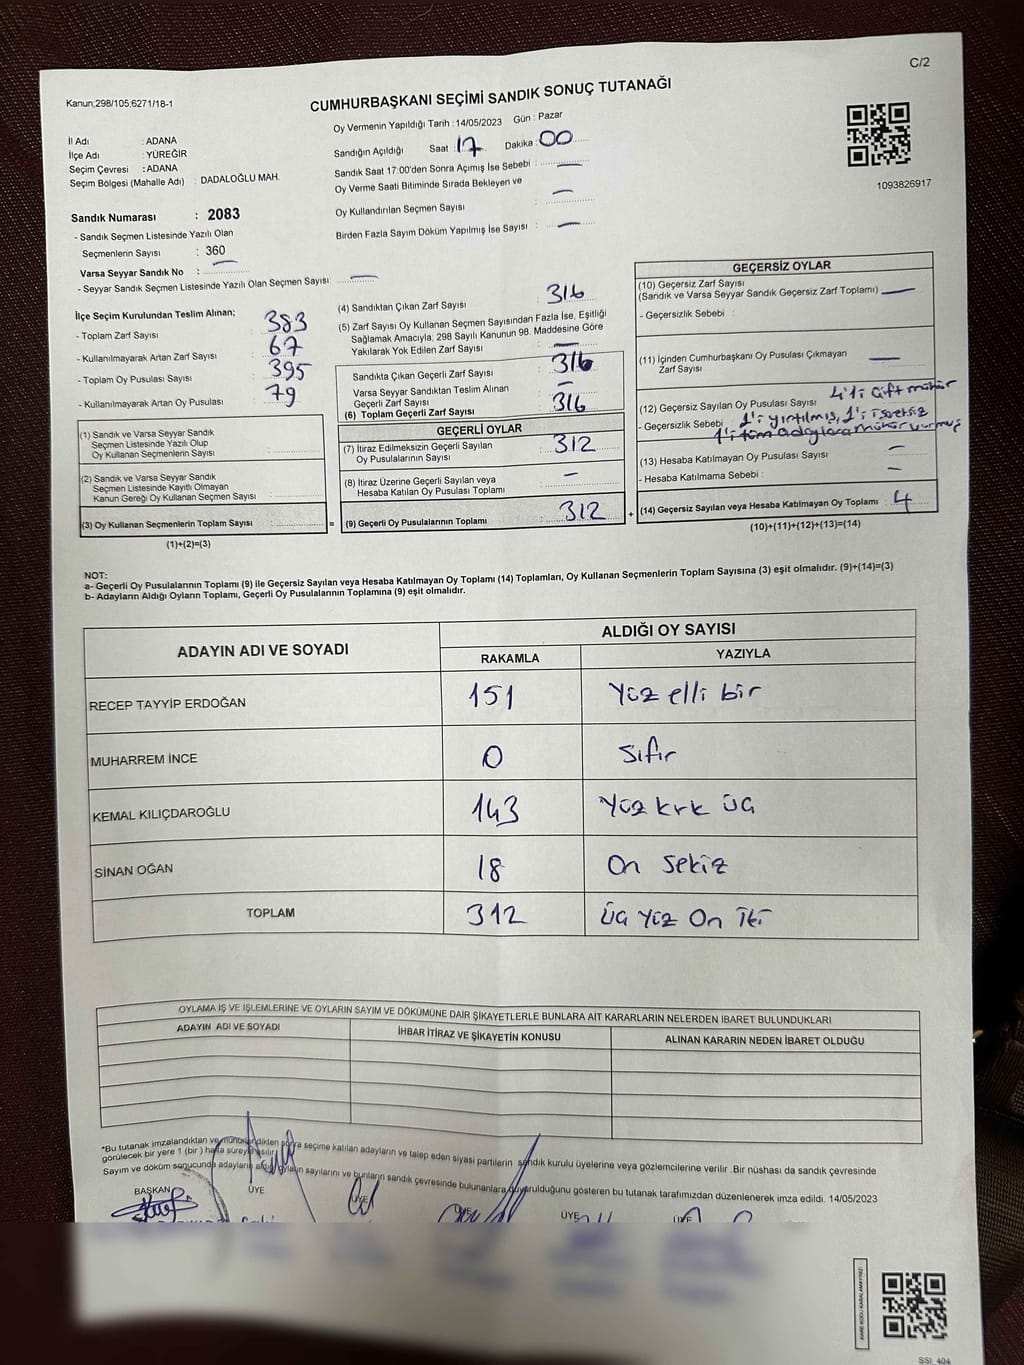 C/2
Kanun,298/105;6271/18-1
CUMHURBAŞKANI SEÇİMİ SANDIK SONUÇ TUTANAĞI
Oy Vermenin Yapıldığı Tarih :14/05/2023 Gün : Pazar
İl Adı : ADANA
İlçe Adı : YÜREĞİR
Seçim Çevresi : ADANA
Seçim Bölgesi (Mahalle Adı) : DADALOĞLU MAH.
Sandığın Açıldığı Saat : 17 Dakika : 00
Sandık Saat 17:00'den Sonra Açımış İse Sebebi : —
Oy Verme Saati Bitiminde Sırada Bekleyen ve
Oy Kullandırılan Seçmen Sayısı : —
Birden Fazla Sayım Döküm Yapılmış İse Sayısı : —
1093826917
Sandık Numarası : 2083
- Sandık Seçmen Listesinde Yazılı Olan
Seçmenlerin Sayısı : 360
Varsa Seyyar Sandık No : —
- Seyyar Sandık Seçmen Listesinde Yazılı Olan Seçmen Sayısı: —
İlçe Seçim Kurulundan Teslim Alınan;
- Toplam Zarf Sayısı : 383
- Kullanılmayarak Artan Zarf Sayısı : 67
- Toplam Oy Pusulası Sayısı : 395
- Kullanılmayarak Artan Oy Pusulası : 79
(1) Sandık ve Varsa Seyyar Sandık
Seçmen Listesinde Yazılı Olup
Oy Kullanan Seçmenlerin Sayısı :
(2) Sandık ve Varsa Seyyar Sandık
Seçmen Listesinde Kayıtlı Olmayan
Kanun Gereği Oy Kullanan Seçmen Sayısı :
(3) Oy Kullanan Seçmenlerin Toplam Sayısı :
=
(1)+(2)=(3)
(4) Sandıktan Çıkan Zarf Sayısı : 316
(5) Zarf Sayısı Oy Kullanan Seçmen Sayısından Fazla İse, Eşitliği
Sağlamak Amacıyla; 298 Sayılı Kanunun 98. Maddesine Göre
Yakılarak Yok Edilen Zarf Sayısı : —
Sandıkta Çıkan Geçerli Zarf Sayısı : 316
Varsa Seyyar Sandıktan Teslim Alınan
Geçerli Zarf Sayısı : —
(6) Toplam Geçerli Zarf Sayısı : 316
GEÇERLİ OYLAR
(7) İtiraz Edilmeksizin Geçerli Sayılan
Oy Pusulalarının Sayısı : 312
(8) İtiraz Üzerine Geçerli Sayılan veya
Hesaba Katılan Oy Pusulası Toplamı : —
(9) Geçerli Oy Pusulalarının Toplamı : 312
+
GEÇERSİZ OYLAR
(10) Geçersiz Zarf Sayısı
(Sandık ve Varsa Seyyar Sandık Geçersiz Zarf Toplamı) : —
- Geçersizlik Sebebi :
(11) İçinden Cumhurbaşkanı Oy Pusulası Çıkmayan
Zarf Sayısı : —
(12) Geçersiz Sayılan Oy Pusulası Sayısı : 4'li çift mühür
- Geçersizlik Sebebi 1'i yırtılmış, 1'i işaretsiz
1'i tüm adaylara mühür vurmuş
(13) Hesaba Katılmayan Oy Pusulası Sayısı : —
- Hesaba Katılmama Sebebi : —
(14) Geçersiz Sayılan veya Hesaba Katılmayan Oy Toplamı : 4
(10)+(11)+(12)+(13)=(14)
NOT:
a- Geçerli Oy Pusulalarının Toplamı (9) ile Geçersiz Sayılan veya Hesaba Katılmayan Oy Toplamı (14) Toplamları, Oy Kullanan Seçmenlerin Toplam Sayısına (3) eşit olmalıdır. (9)+(14)=(3)
b- Adayların Aldığı Oyların Toplamı, Geçerli Oy Pusulalarının Toplamına (9) eşit olmalıdır.
ADAYIN ADI VE SOYADI ALDIĞI OY SAYISI
RAKAMLA YAZIYLA
RECEP TAYYİP ERDOĞAN 151 Yüz elli bir
MUHARREM İNCE 0 Sıfır
KEMAL KILIÇDAROĞLU 143 Yüz kırk üç
SİNAN OĞAN 18 On Sekiz
TOPLAM 312 Üç Yüz On İki
OYLAMA İŞ VE İŞLEMLERİNE VE OYLARIN SAYIM VE DÖKÜMÜNE DAİR ŞİKAYETLERLE BUNLARA AİT KARARLARIN NELERDEN İBARET BULUNDUKLARI
ADAYIN ADI VE SOYADI İHBAR İTİRAZ VE ŞİKAYETİN KONUSU ALINAN KARARIN NEDEN İBARET OLDUĞU
*Bu tutanak imzalandıktan ve mühürlendikten sonra seçime katılan adayların ve talep eden siyasi partilerin sandık kurulu üyelerine veya gözlemcilerine verilir .Bir nüshası da sandık çevresinde
görülecek bir yere 1 (bir) hafta süreyle asılır.
Sayım ve döküm sonucunda adayların aldığı oyların sayılarını ve bunların sandık çevresinde bulunanlara duyurulduğunu gösteren bu tutanak tarafımızdan düzenlenerek imza edildi. 14/05/2023
BAŞKAN ÜYE ÜYE ÜYE ÜYE ÜYE
KARE KODU KARALAMAYINIZ!
SSI_404